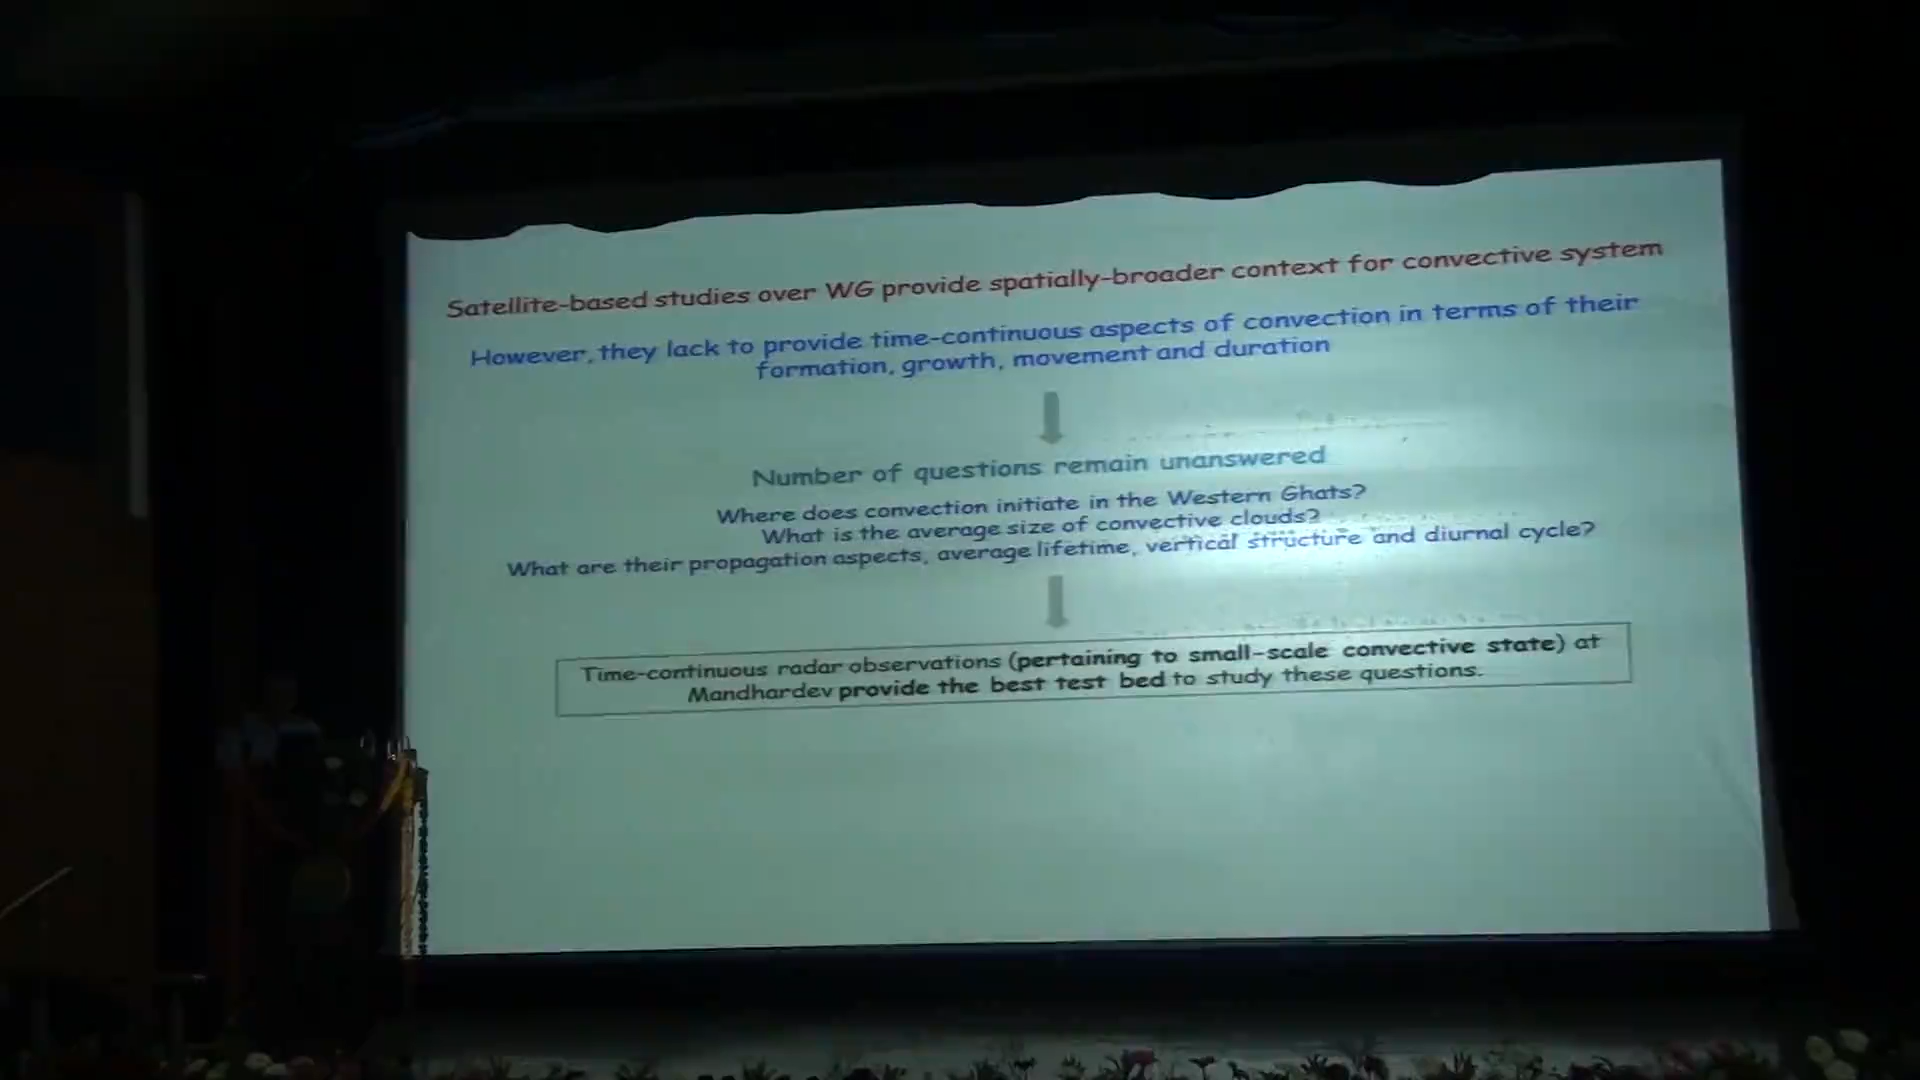 Satellite-based studies over WG provide spatially-broader context for convective system
However, they lack to provide time-continuous aspects of convection in terms of their
formation, growth, movement and duration
Number of questions remain unanswered
Where does convection initiate in the Western Ghats?
What is the average size of convective clouds?
What are their propagation aspects, average lifetime, vertical structure and diurnal cycle?
Time-continuous radar observations (pertaining to small-scale convective state) at
Mandhardev provide the best test bed to study these questions.